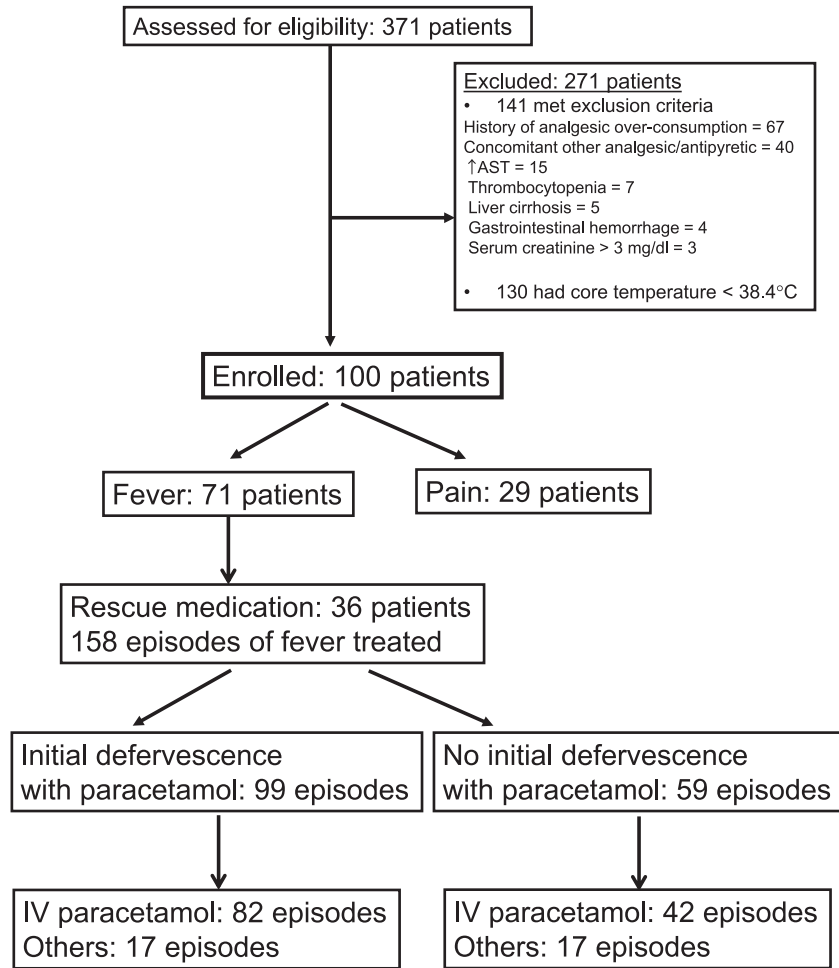 Assessed for eligibility: 371 patients
Excluded: 271 patients
• 141 met exclusion criteria
History of analgesic over-consumption = 67
Concomitant other analgesic/antipyretic = 40
↑AST = 15
Thrombocytopenia = 7
Liver cirrhosis = 5
Gastrointestinal hemorrhage = 4
Serum creatinine > 3 mg/dl = 3
• 130 had core temperature < 38.4°C
Enrolled: 100 patients
Fever: 71 patients
Pain: 29 patients
Rescue medication: 36 patients
158 episodes of fever treated
Initial defervescence
with paracetamol: 99 episodes
No initial defervescence
with paracetamol: 59 episodes
IV paracetamol: 82 episodes
Others: 17 episodes
IV paracetamol: 42 episodes
Others: 17 episodes